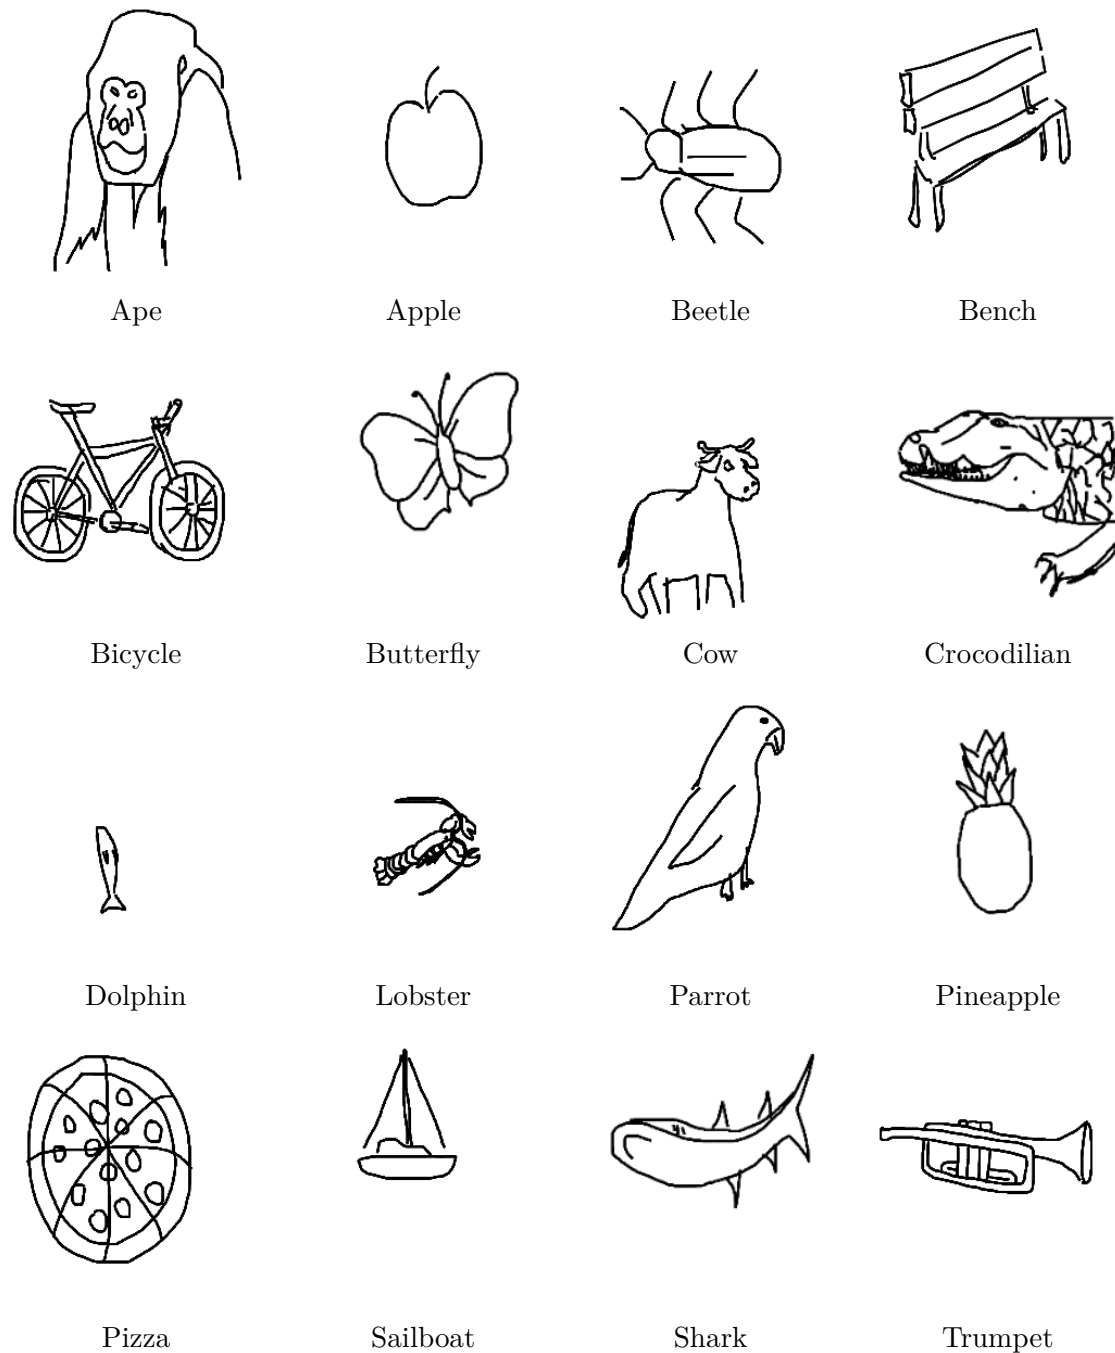 Ape Apple Beetle Bench
Bicycle Butterfly Cow Crocodilian
Dolphin Lobster Parrot Pineapple
Pizza Sailboat Shark Trumpet